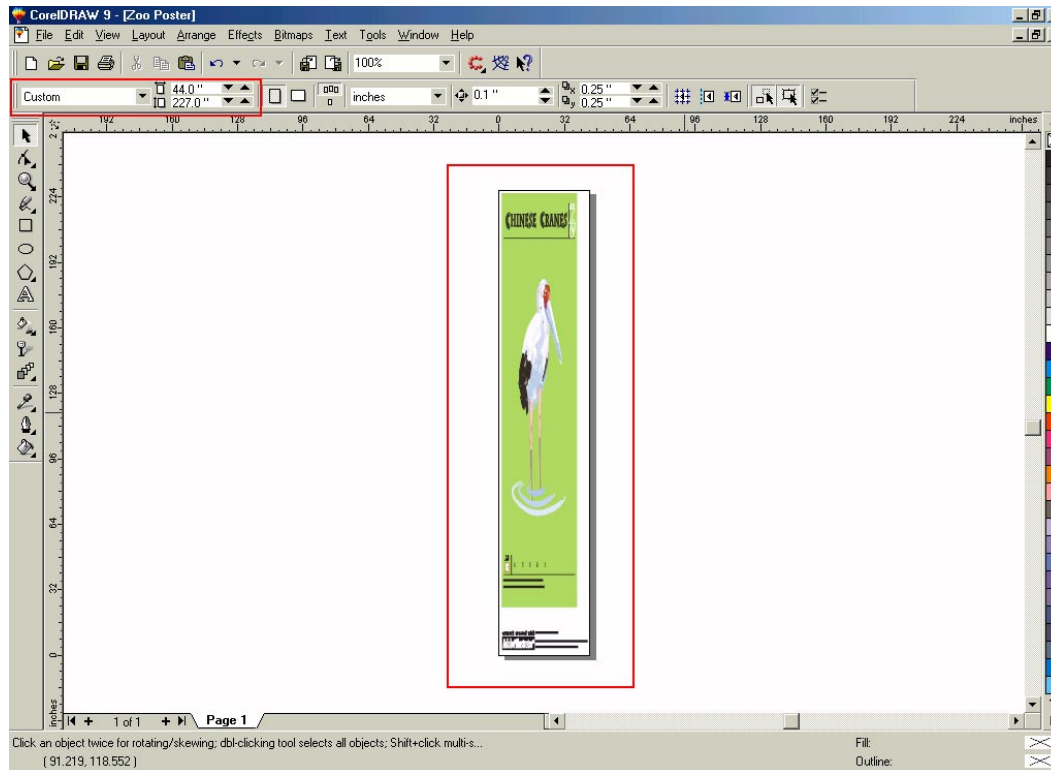 CorelDRAW 9 - [Zoo Poster]
File Edit View Layout Arrange Effects Bitmaps Text Tools Window Help
100%
Custom 44.0 " 227.0 " inches 0.1 " x 0.25 " y 0.25 "
192 160 128 96 64 32 0 32 64 96 128 160 192 224 inches
224
192
160
128
96
64
32
0
inches
CHINESE CRANES
1 of 1 Page 1
Click an object twice for rotating/skewing; dbl-clicking tool selects all objects; Shift+click multi-s... Fill:
( 91.219, 118.552 ) Outline: